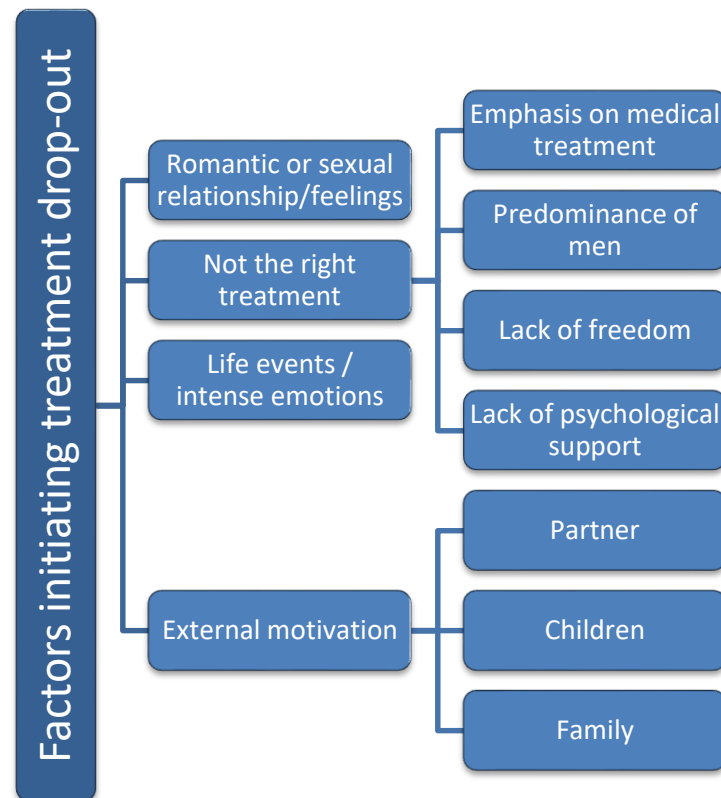 Factors initiating treatment drop-out
Romantic or sexual
relationship/feelings
Not the right
treatment
Emphasis on medical
treatment
Predominance of
men
Lack of freedom
Lack of psychological
support
Life events /
intense emotions
External motivation
Partner
Children
Family